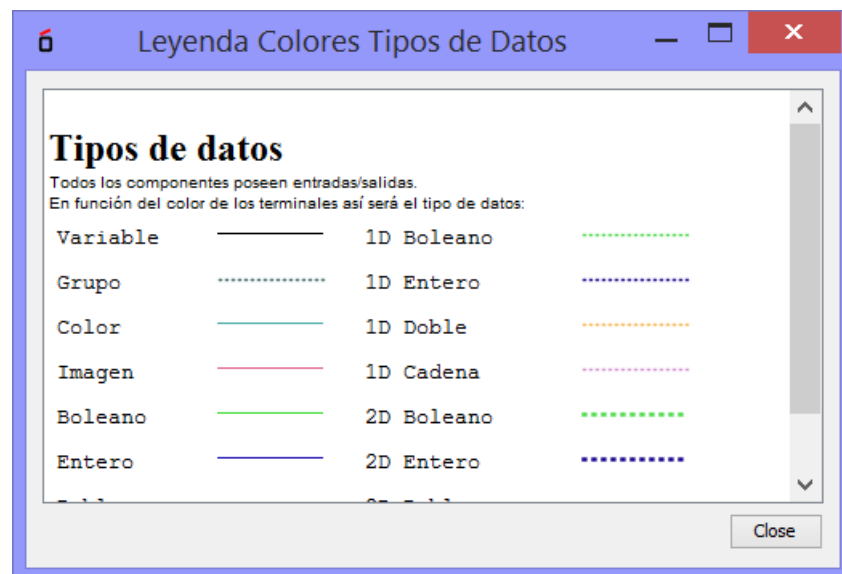 ó Leyenda Colores Tipos de Datos
Tipos de datos
Todos los componentes poseen entradas/salidas.
En función del color de los terminales así será el tipo de datos:
Variable 1D Boleano
Grupo 1D Entero
Color 1D Doble
Imagen 1D Cadena
Boleano 2D Boleano
Entero 2D Entero
Close